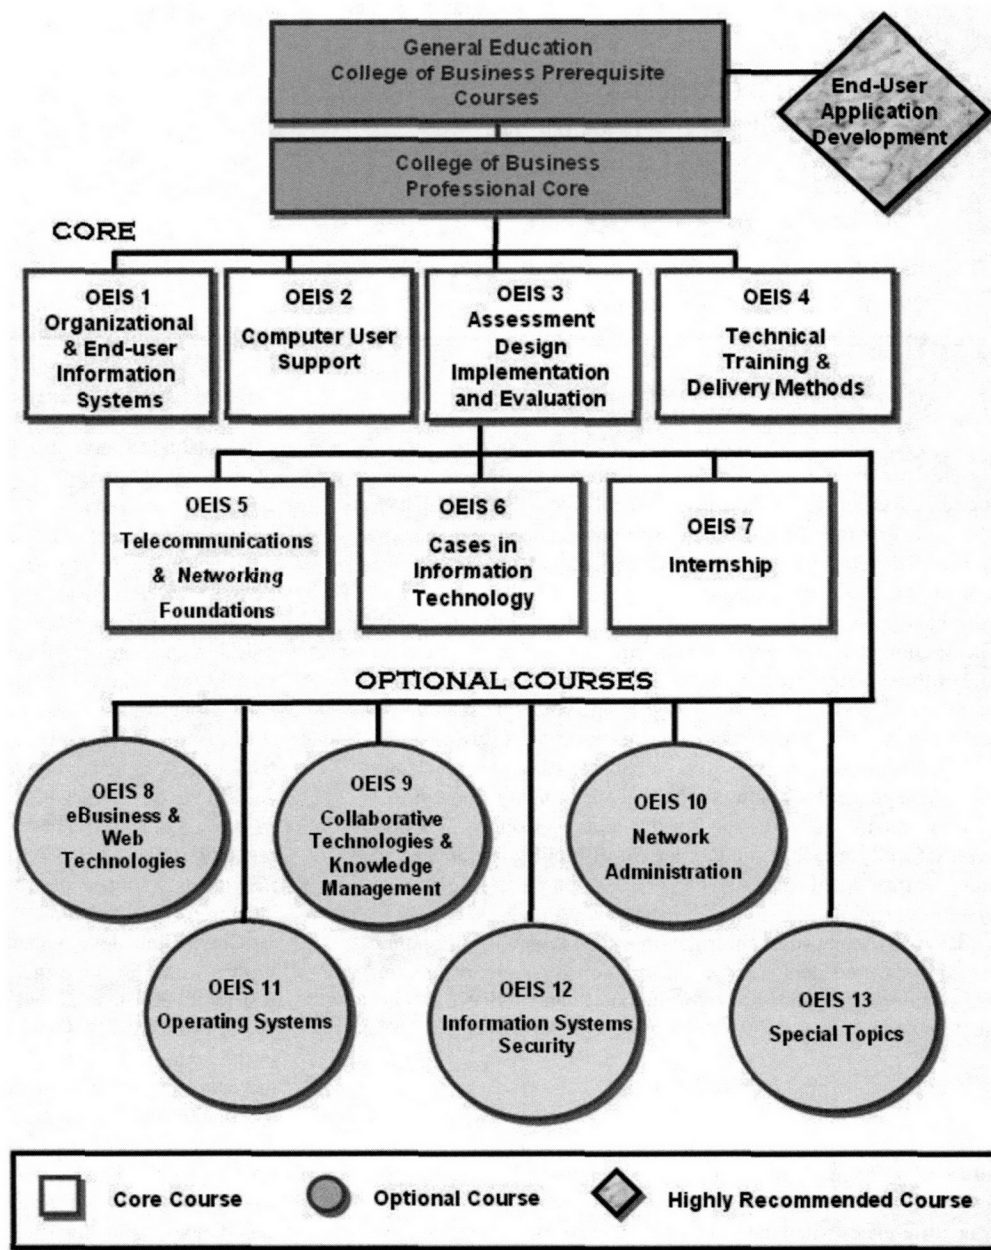 General Education
College of Business Prerequisite
Courses
End-User
Application
Development
College of Business
Professional Core
CORE
OEIS 1
Organizational
& End-user
Information
Systems
OEIS 2
Computer User
Support
OEIS 3
Assessment
Design
Implementation
and Evaluation
OEIS 4
Technical
Training &
Delivery Methods
OEIS 5
Telecommunications
& Networking
Foundations
OEIS 6
Cases in
Information
Technology
OEIS 7
Internship
OPTIONAL COURSES
OEIS 8
eBusiness &
Web
Technologies
OEIS 9
Collaborative
Technologies &
Knowledge
Management
OEIS 10
Network
Administration
OEIS 11
Operating Systems
OEIS 12
Information Systems
Security
OEIS 13
Special Topics
Core Course
Optional Course
Highly Recommended Course